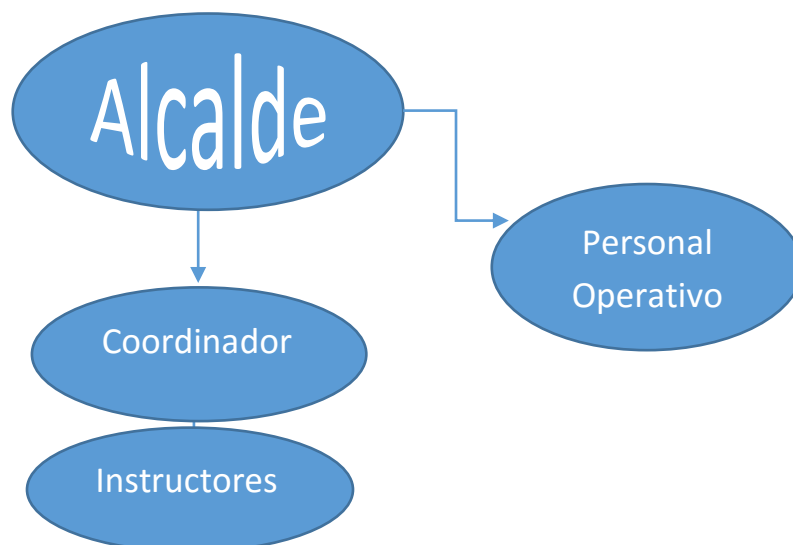 Alcalde
Personal
Operativo
Coordinador
Instructores